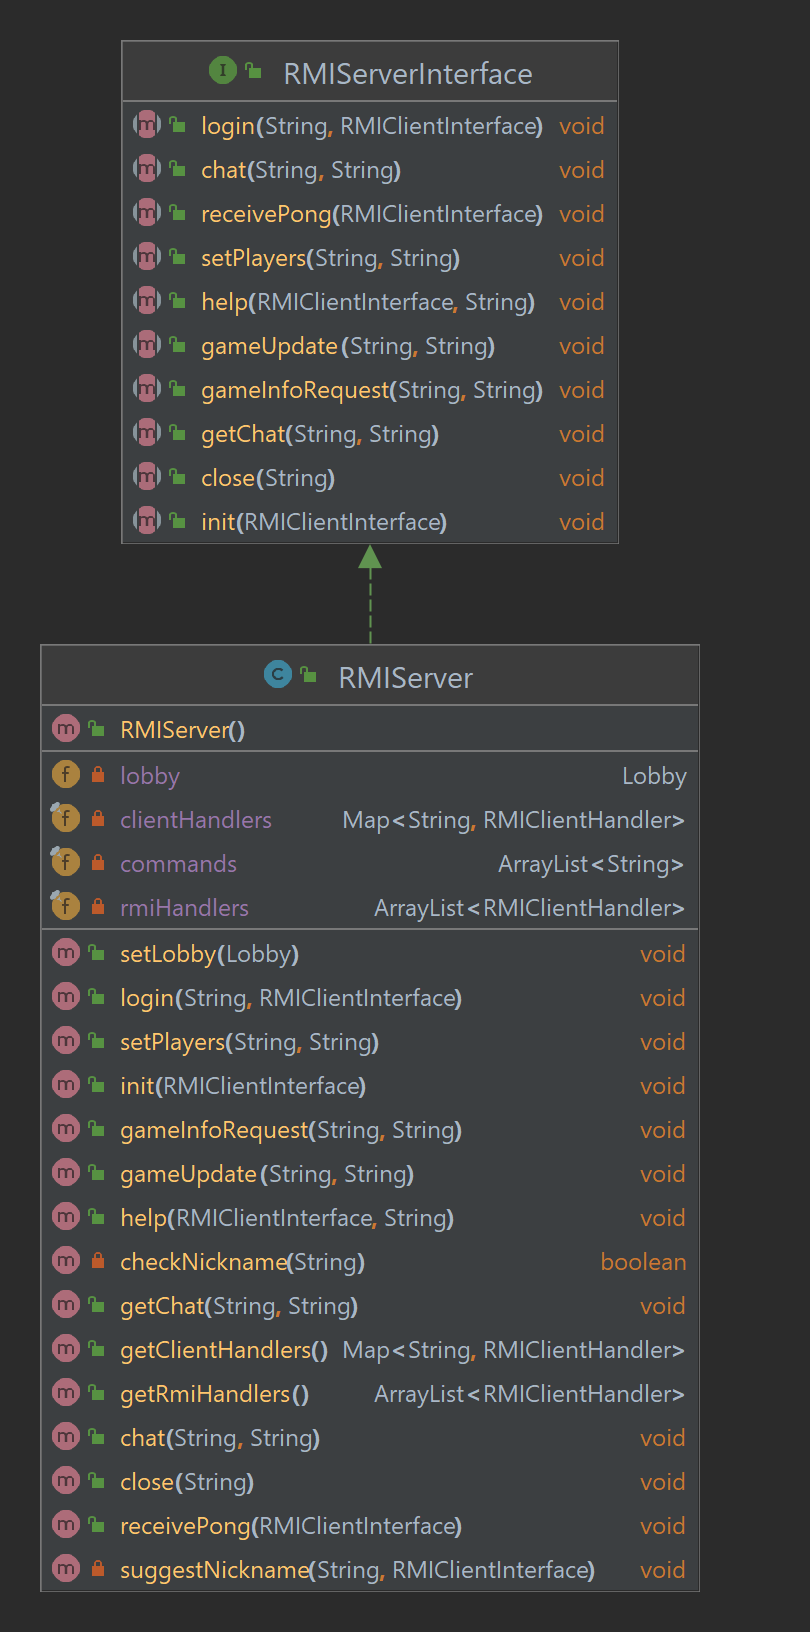 RMIServerInterface
login(String, RMIClientInterface) void
chat(String, String) void
receivePong(RMIClientInterface) void
setPlayers(String, String) void
help(RMIClientInterface, String) void
gameUpdate(String, String) void
gameInfoRequest(String, String) void
getChat(String, String) void
close(String) void
init(RMIClientInterface) void
RMIServer
RMIServer()
lobby Lobby
clientHandlers Map<String, RMIClientHandler>
commands ArrayList<String>
rmiHandlers ArrayList<RMIClientHandler>
setLobby(Lobby) void
login(String, RMIClientInterface) void
setPlayers(String, String) void
init(RMIClientInterface) void
gameInfoRequest(String, String) void
gameUpdate(String, String) void
help(RMIClientInterface, String) void
checkNickname(String) boolean
getChat(String, String) void
getClientHandlers() Map<String, RMIClientHandler>
getRmiHandlers() ArrayList<RMIClientHandler>
chat(String, String) void
close(String) void
receivePong(RMIClientInterface) void
suggestNickname(String, RMIClientInterface) void